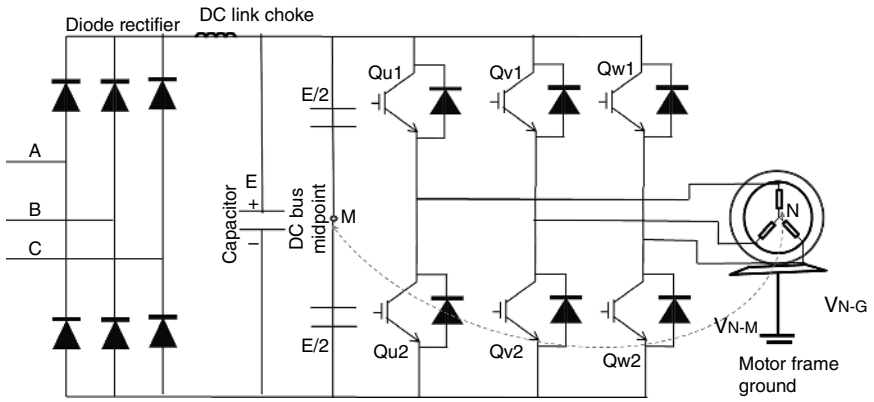 DC link choke
Diode rectifier
Qu1
Qv1
Qw1
E/2
A
B
C
Capacitor
E
+
−
DC bus
midpoint
M
N
E/2
Qu2
Qv2
Qw2
VN-M
VN-G
Motor frame
ground